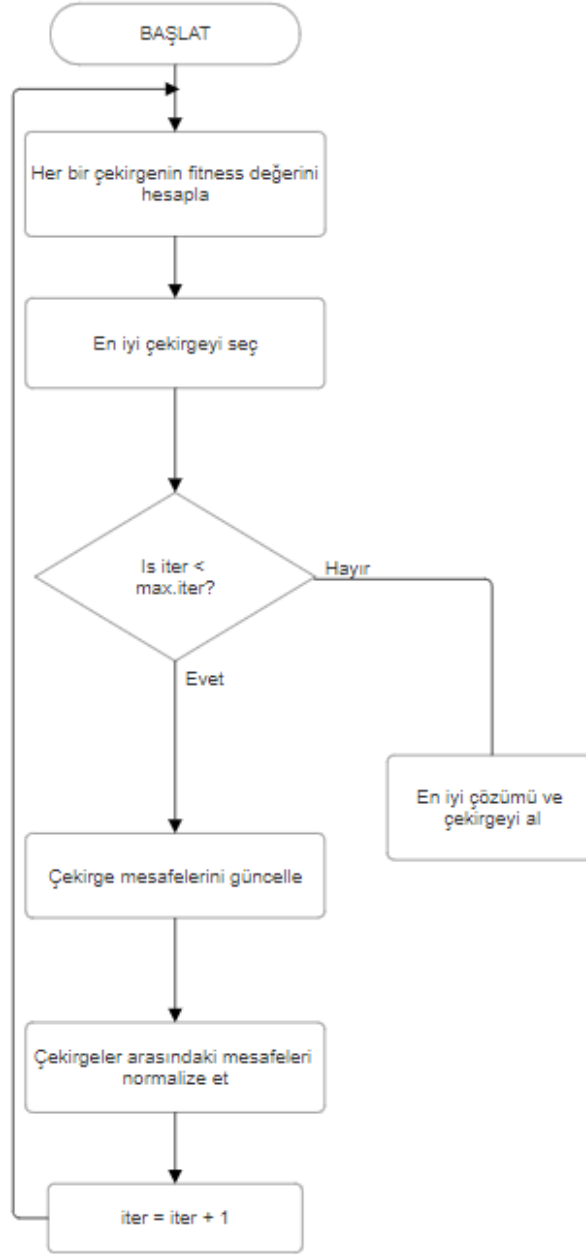 BAŞLAT
Her bir çekirgenin fitness değerini
hesapla
En iyi çekirgeyi seç
Is iter <
max.iter?
Hayır
Evet
En iyi çözümü ve
çekirgeyi al
Çekirge mesafelerini güncelle
Çekirgeler arasındaki mesafeleri
normalize et
iter = iter + 1